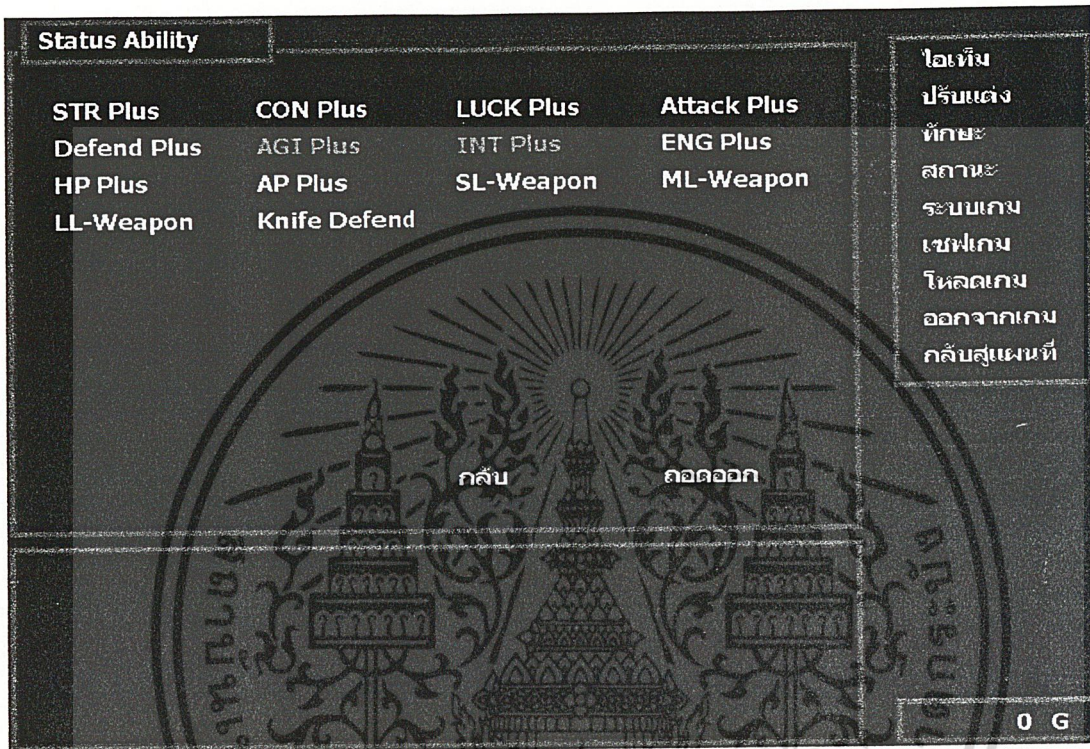 Status Ability
STR Plus CON Plus LUCK Plus Attack Plus
Defend Plus AGI Plus INT Plus ENG Plus
HP Plus AP Plus SL-Weapon ML-Weapon
LL-Weapon Knife Defend
กลับ ถอดออก
ไอเท็ม
ปรับแต่ง
ทักษะ
สถานะ
ระบบเกม
เซฟเกม
โหลดเกม
ออกจากเกม
กลับสู่แผนที่
0 G